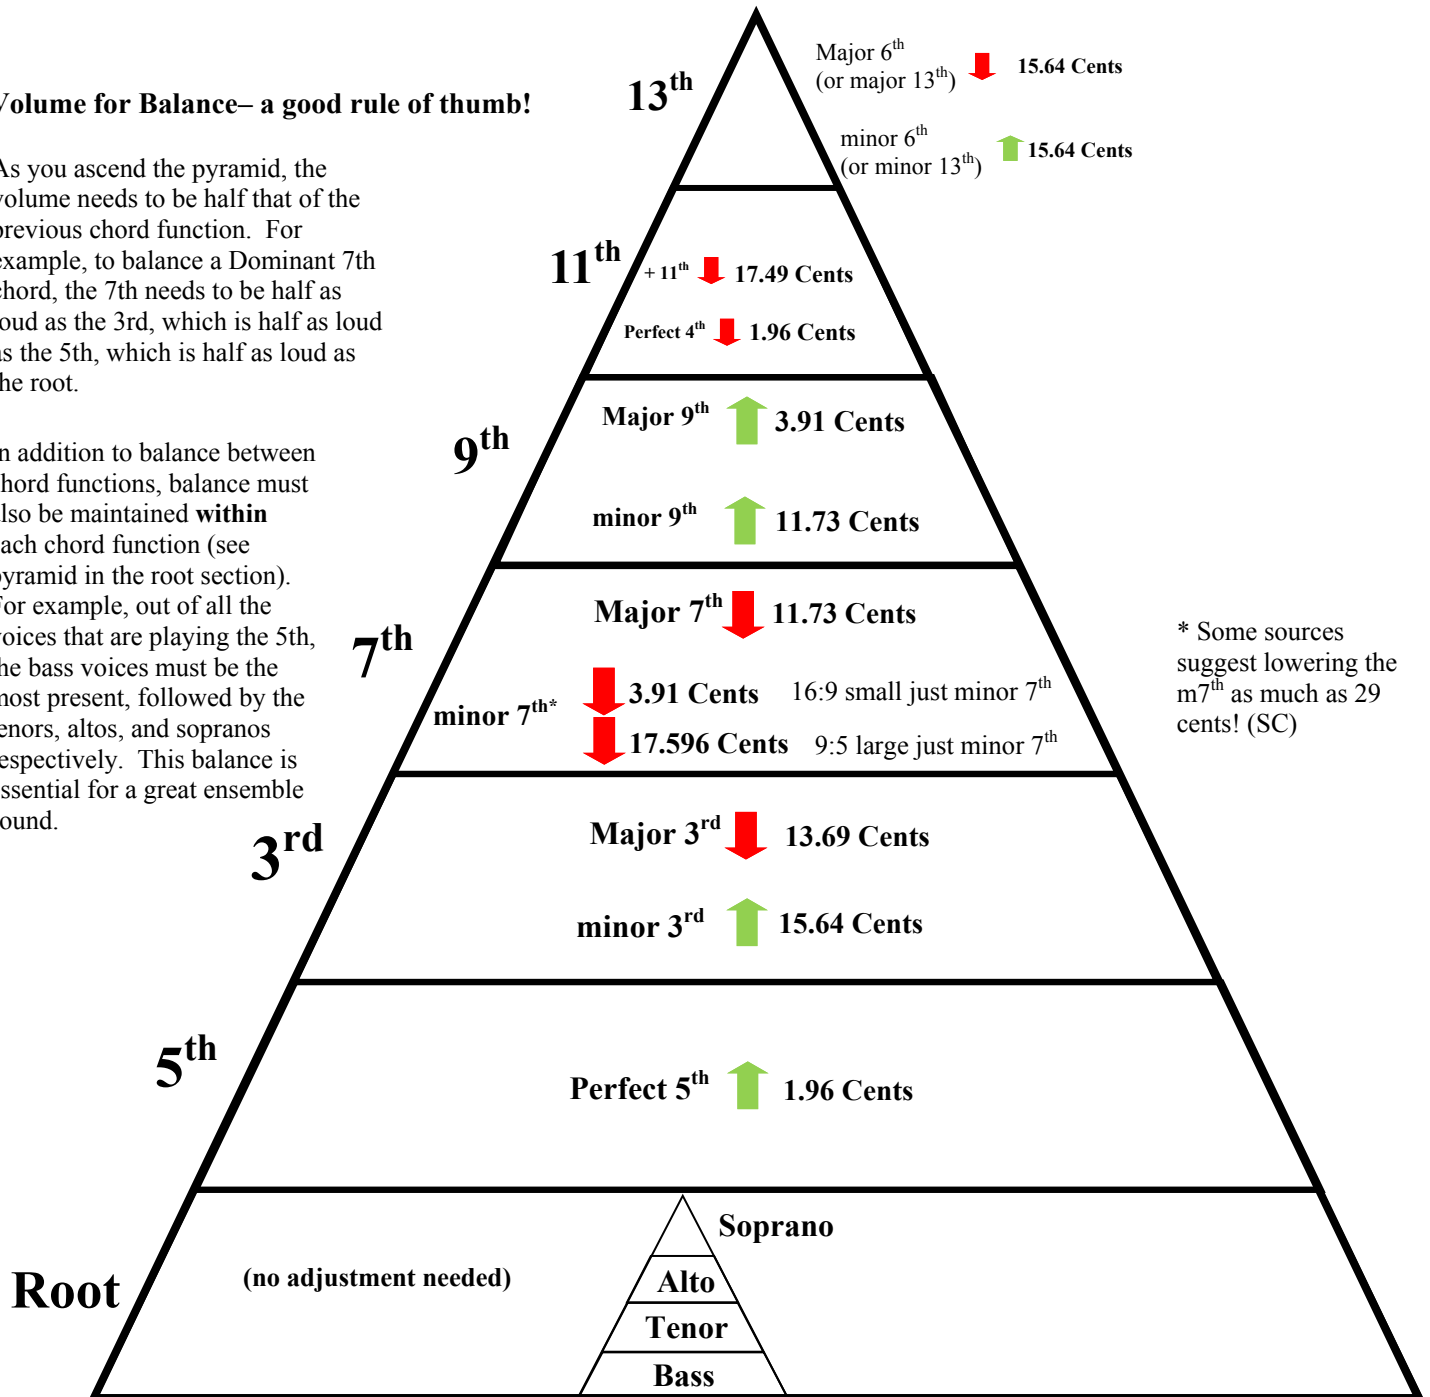 Volume for Balance– a good rule of thumb!
As you ascend the pyramid, the
volume needs to be half that of the
previous chord function. For
example, to balance a Dominant 7th
chord, the 7th needs to be half as
loud as the 3rd, which is half as loud
as the 5th, which is half as loud as
the root.
In addition to balance between
chord functions, balance must
also be maintained within
each chord function (see
pyramid in the root section).
For example, out of all the
voices that are playing the 5th,
the bass voices must be the
most present, followed by the
tenors, altos, and sopranos
respectively. This balance is
essential for a great ensemble
sound.
13th
Major 6th
(or major 13th) 15.64 Cents
minor 6th
(or minor 13th) 15.64 Cents
11th
+ 11th 17.49 Cents
Perfect 4th 1.96 Cents
9th
Major 9th 3.91 Cents
minor 9th 11.73 Cents
7th
Major 7th 11.73 Cents
minor 7th*
3.91 Cents 16:9 small just minor 7th
17.596 Cents 9:5 large just minor 7th
* Some sources
suggest lowering the
m7th as much as 29
cents! (SC)
3rd
Major 3rd 13.69 Cents
minor 3rd 15.64 Cents
5th
Perfect 5th 1.96 Cents
Root
(no adjustment needed)
Soprano
Alto
Tenor
Bass